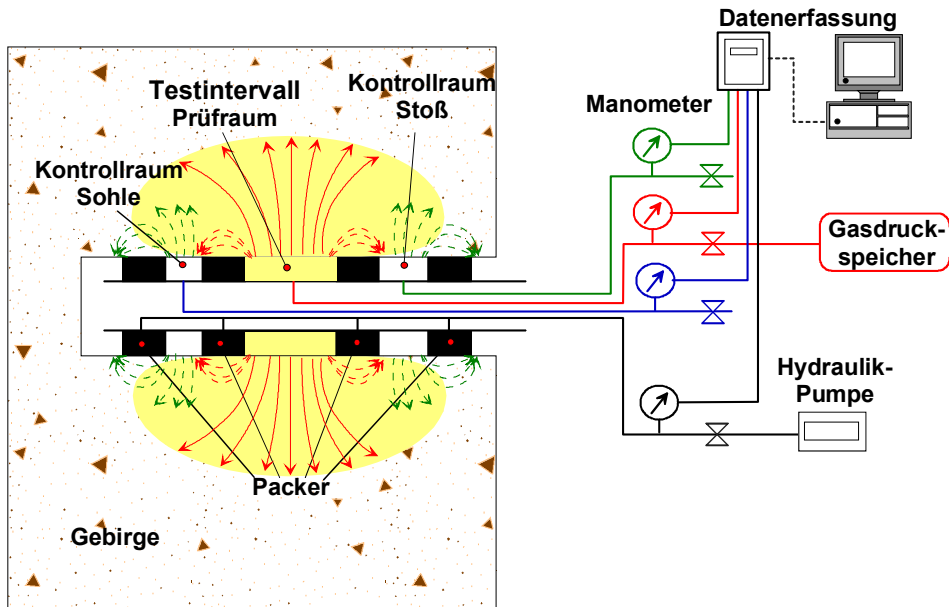 Datenerfassung
Testintervall
Prüfraum
Kontrollraum
Stoß
Manometer
Kontrollraum
Sohle
Gasdruck-
speicher
Hydraulik-
Pumpe
Packer
Gebirge